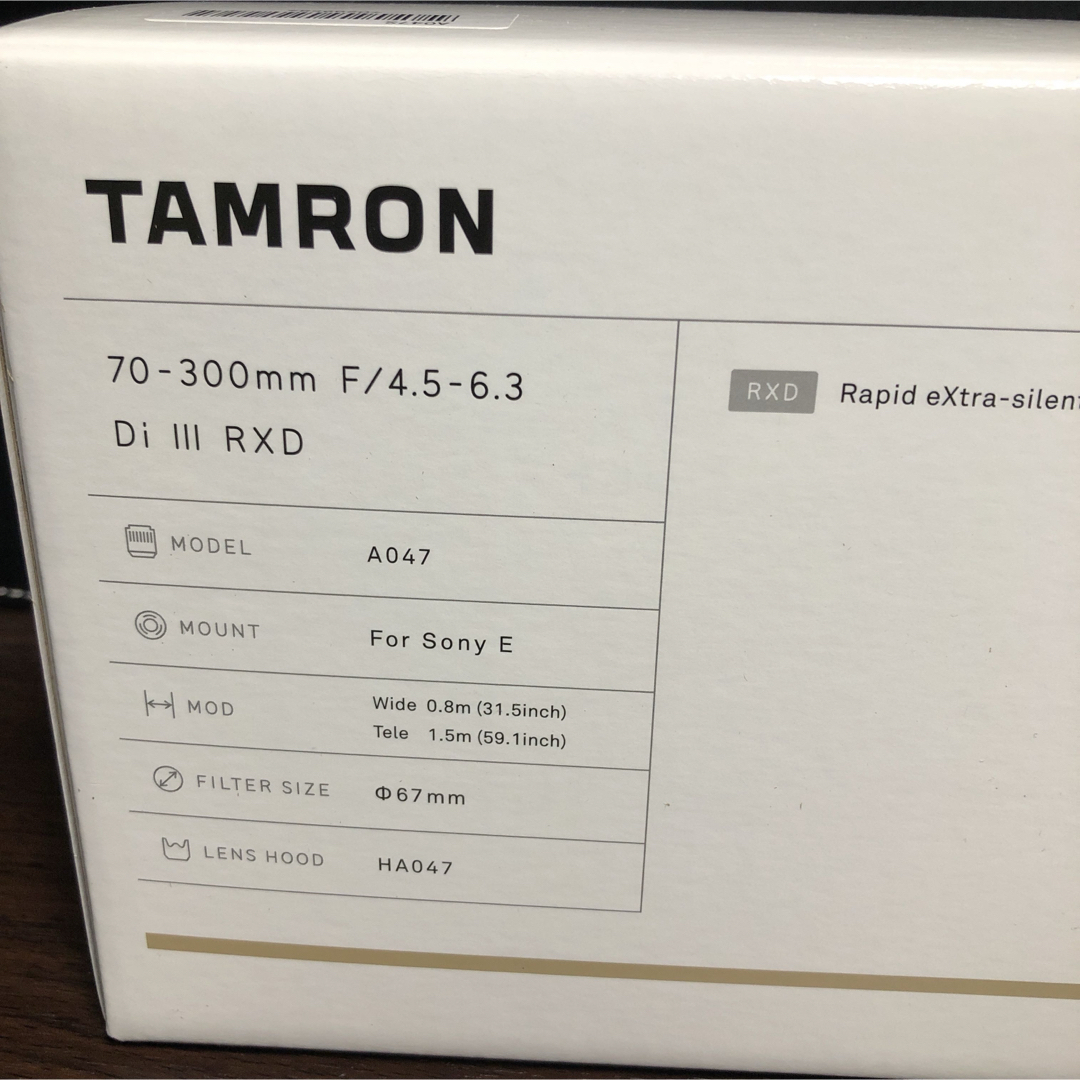 TAMRON
70-300mm F/4.5-6.3
Di III RXD
RXD Rapid eXtra-silent
MODEL A047
MOUNT For Sony E
MOD Wide 0.8m (31.5inch)
Tele 1.5m (59.1inch)
FILTER SIZE Φ67mm
LENS HOOD HA047